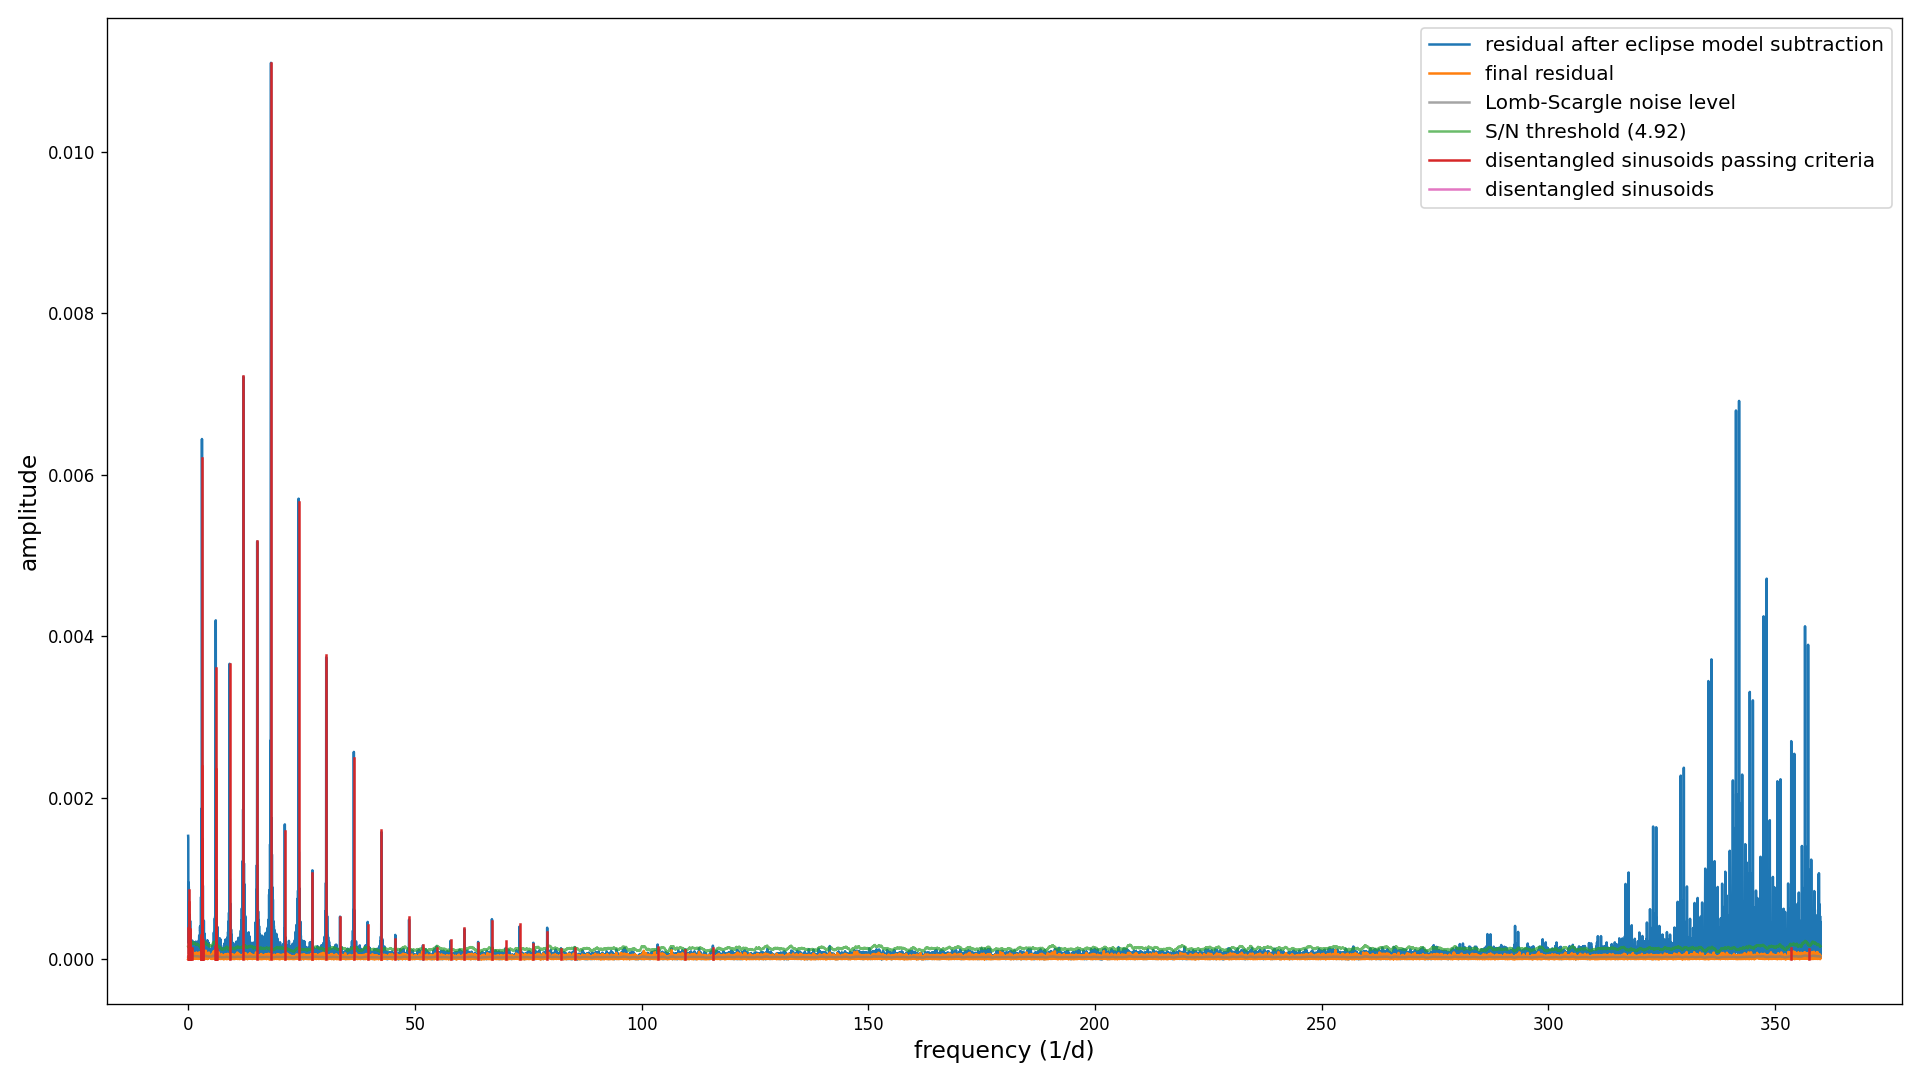 residual after eclipse model subtraction
final residual
Lomb-Scargle noise level
S/N threshold (4.92)
disentangled sinusoids passing criteria
disentangled sinusoids
0.010
0.008
0.006
0.004
0.002
0.000
amplitude
0 50 100 150 200 250 300 350
frequency (1/d)